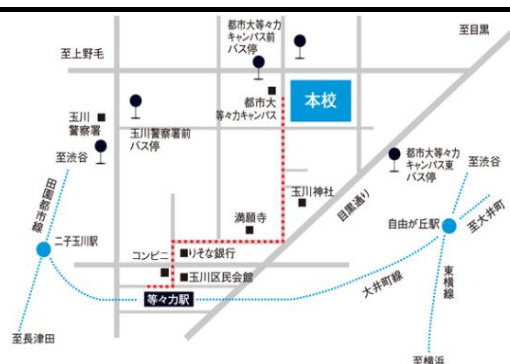 都市大等々力
キャンパス前
バス停
至目黒
至上野毛
本校
都市大
等々力キャンパス
玉川
警察署
玉川警察署前
バス停
至渋谷
都市大等々力
キャンパス東
バス停
至渋谷
田園都市線
玉川神社
目黒通り
至大井町
満願寺
自由が丘駅
二子玉川駅
コンビニ
りそな銀行
玉川区民会館
大井町線
東横線
等々力駅
至長津田
至横浜